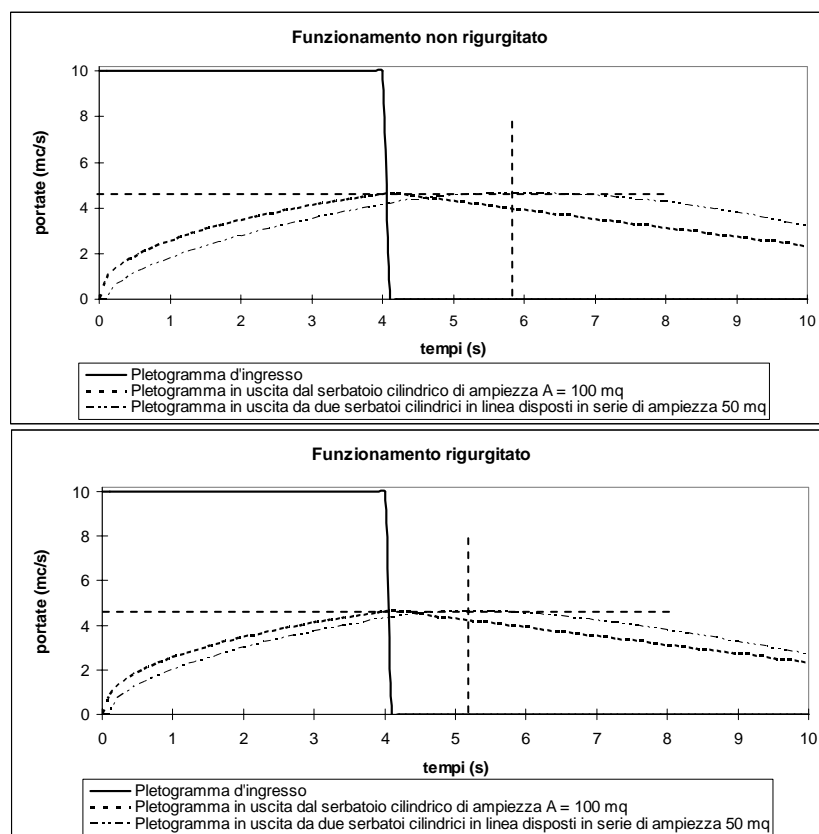 Funzionamento non rigurgitato
10
8
6
4
2
0
portate (mc/s)
0 1 2 3 4 5 6 7 8 9 10
tempi (s)
Pletogramma d'ingresso
Pletogramma in uscita dal serbatoio cilindrico di ampiezza A = 100 mq
Pletogramma in uscita da due serbatoi cilindrici in linea disposti in serie di ampiezza 50 mq
Funzionamento rigurgitato
10
8
6
4
2
0
portate (mc/s)
0 1 2 3 4 5 6 7 8 9 10
tempi (s)
Pletogramma d'ingresso
Pletogramma in uscita dal serbatoio cilindrico di ampiezza A = 100 mq
Pletogramma in uscita da due serbatoi cilindrici in linea disposti in serie di ampiezza 50 mq